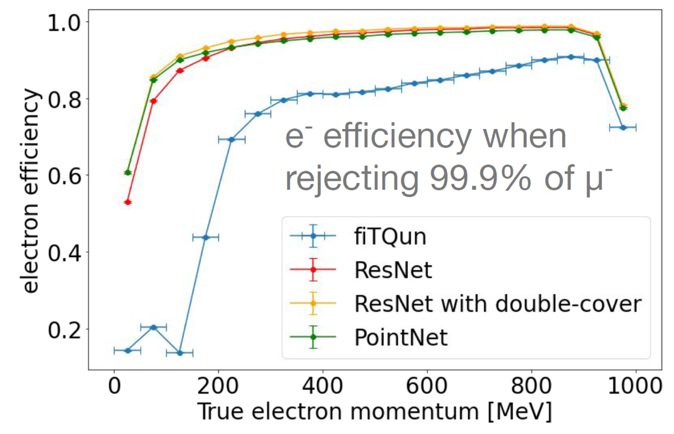 1.0
0.8
0.6
0.4
0.2
electron efficiency
e⁻ efficiency when
rejecting 99.9% of μ⁻
fiTQun
ResNet
ResNet with double-cover
PointNet
0 200 400 600 800 1000
True electron momentum [MeV]